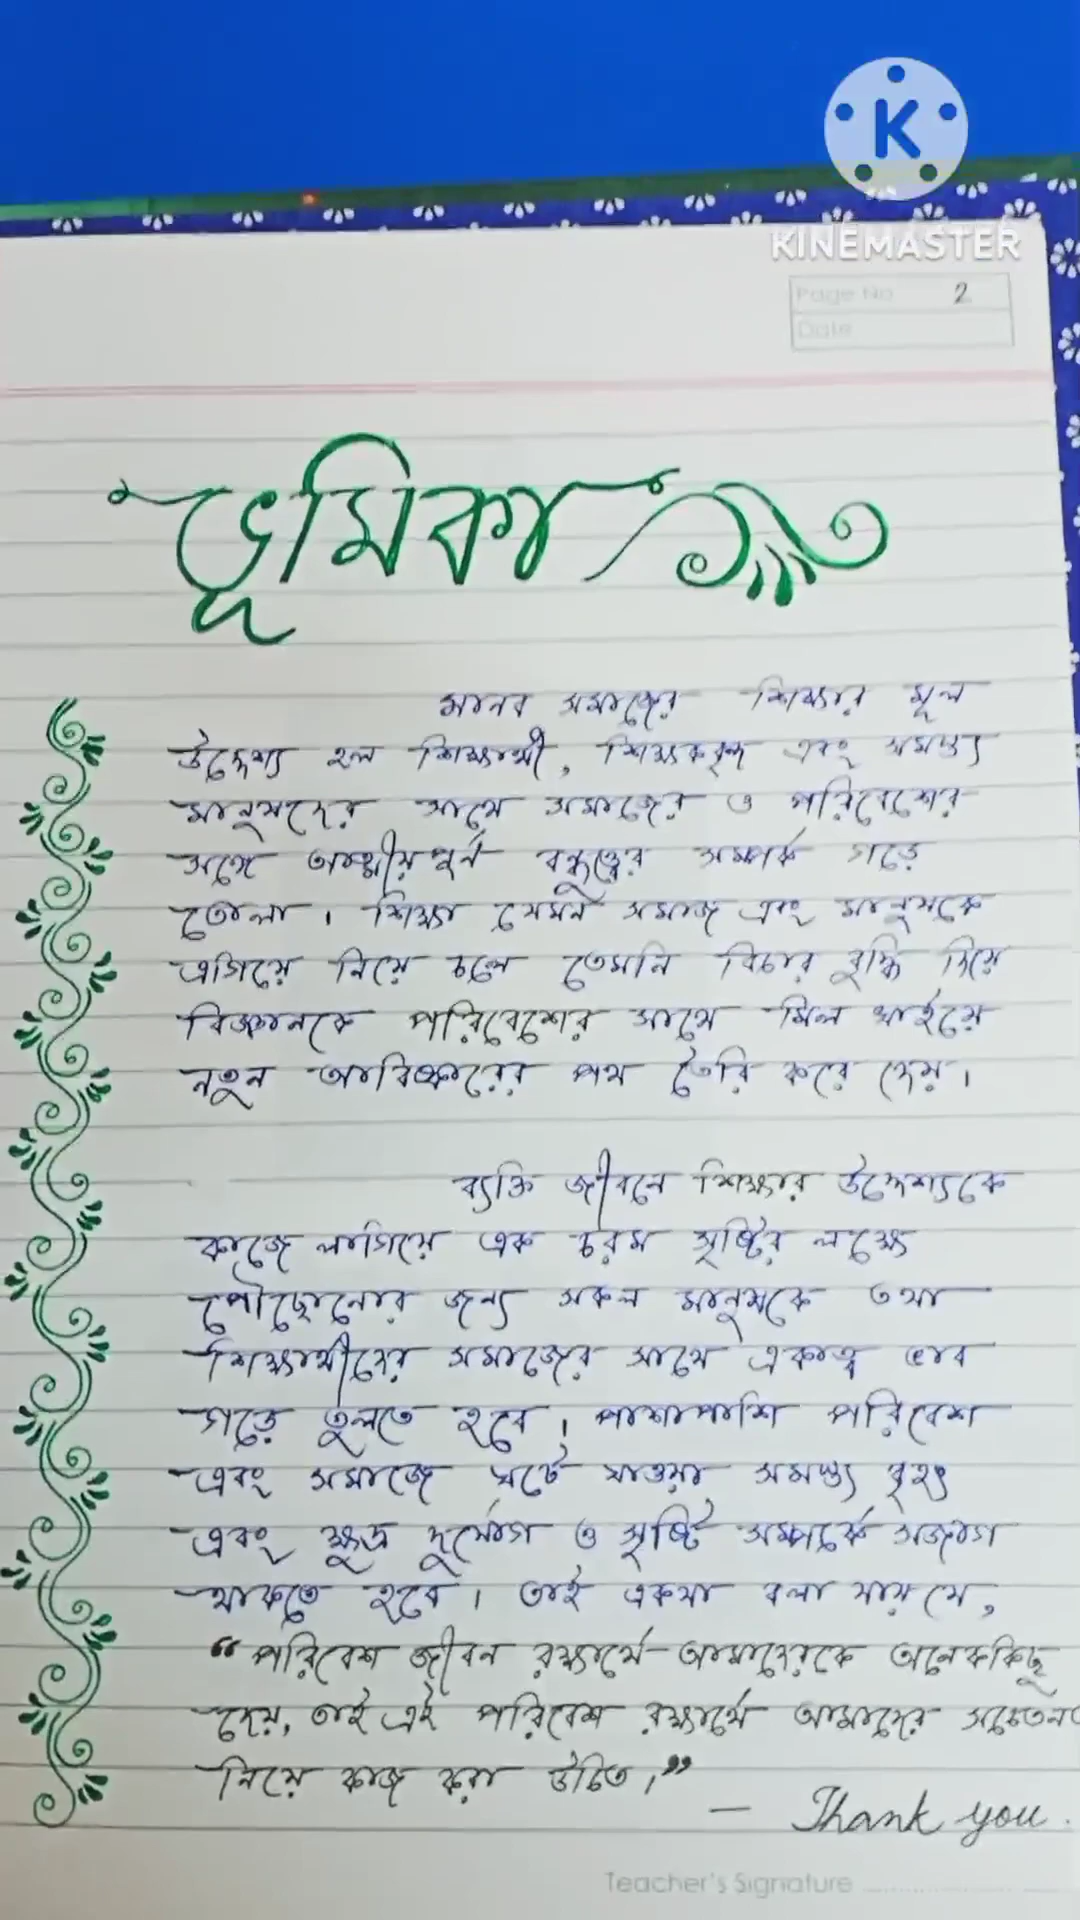 K
KINEMASTER
Page No 2
Date
ভূমিকা
মানব সমাজের শিক্ষার মূল
উদ্দেশ্য হল শিক্ষার্থী, শিক্ষকবৃন্দ এবং সমস্ত
মানুষদের সাথে সমাজের ও পরিবেশের
সঙ্গে আত্মীয়পূর্ন বন্ধুত্বের সম্পর্ক গড়ে
তোলা। শিক্ষা যেমন সমাজ এবং মানুষকে
এগিয়ে নিয়ে চলে তেমনি বিচার বুদ্ধি দিয়ে
বিজ্ঞানকে পরিবেশের সাথে মিল খাইয়ে
নতুন আবিষ্কারের পথ তৈরি করে দেয়।
ব্যক্তি জীবনে শিক্ষার উদ্দেশ্যকে
কাজে লাগিয়ে এক চরম সৃষ্টির লক্ষে
পৌছোনোর জন্য সকল মানুষকে তথা
শিক্ষার্থীদের সমাজের সাথে একাত্ব ভাব
গড়ে তুলতে হবে। পাশাপাশি পরিবেশ
এবং সমাজে ঘটে যাওয়া সমস্ত বৃহৎ
এবং ক্ষুদ্র দুর্যোগ ও সৃষ্টি সম্পর্কে সজাগ
থাকতে হবে। তাই একথা বলা যায় যে,
“পরিবেশ জীবন রক্ষার্থে আমাদেরকে অনেককিছু
দেয়, তাই এই পরিবেশ রক্ষার্থে আমাদের
নিয়ে কাজ করা উচিত।”
— Thank you.
Teacher's Signature